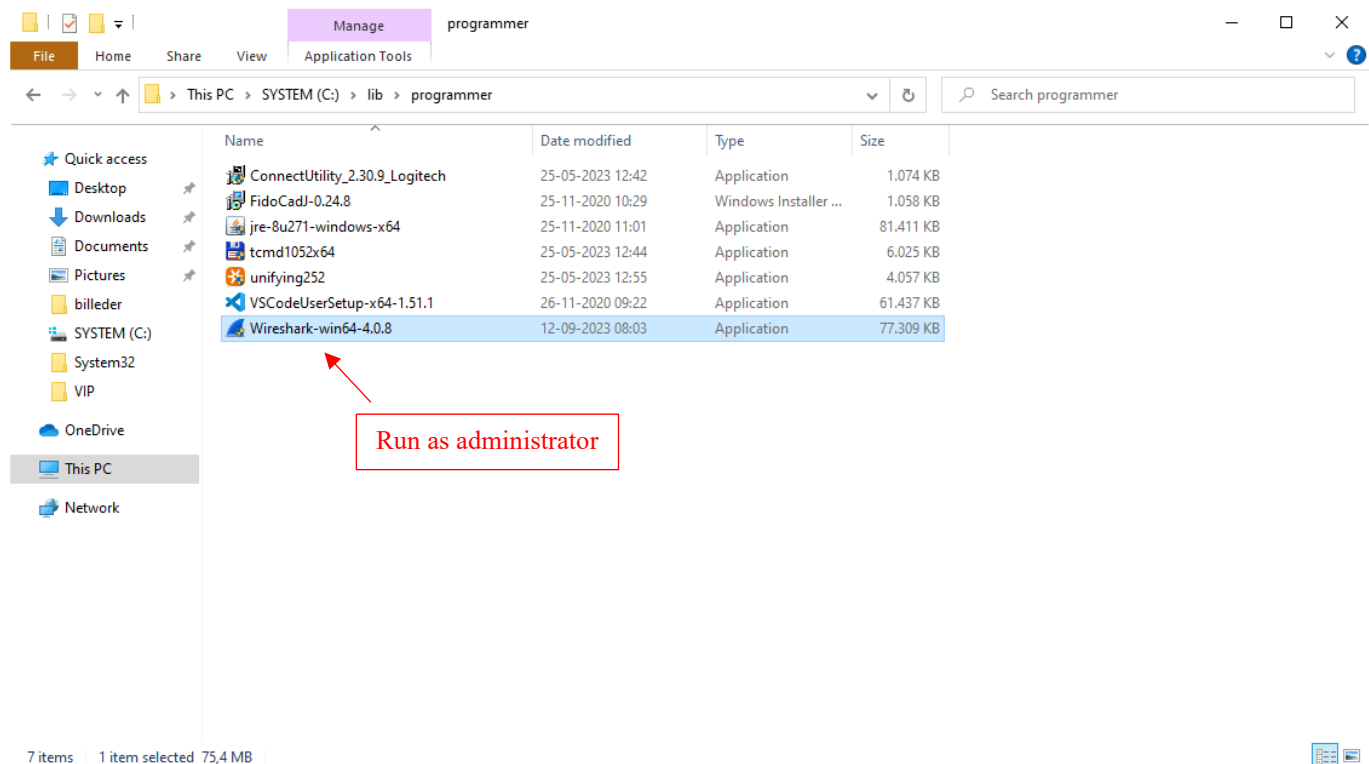 Manage programmer
File Home Share View Application Tools ?
This PC > SYSTEM (C:) > lib > programmer Search programmer
Name Date modified Type Size
Quick access
Desktop
Downloads
Documents
Pictures
billeder
SYSTEM (C:)
System32
VIP
OneDrive
This PC
Network
ConnectUtility_2.30.9_Logitech 25-05-2023 12:42 Application 1.074 KB
FidoCadJ-0.24.8 25-11-2020 10:29 Windows Installer ... 1.058 KB
jre-8u271-windows-x64 25-11-2020 11:01 Application 81.411 KB
tcmd1052x64 25-05-2023 12:44 Application 6.025 KB
unifying252 25-05-2023 12:55 Application 4.057 KB
VSCodeUserSetup-x64-1.51.1 26-11-2020 09:22 Application 61.437 KB
Wireshark-win64-4.0.8 12-09-2023 08:03 Application 77.309 KB
Run as administrator
7 items 1 item selected 75,4 MB